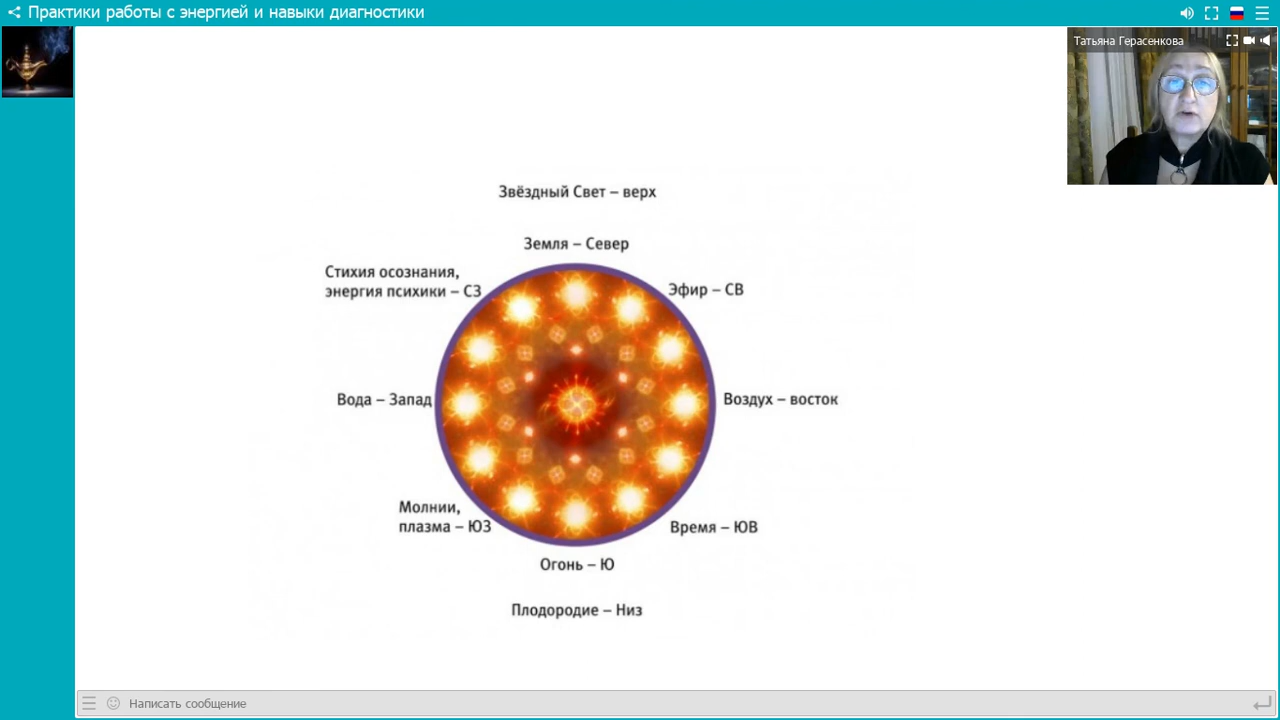 Практики работы с энергией и навыки диагностики
Татьяна Герасенкова
Звёздный Свет – верх
Земля – Север
Стихия осознания,
энергия психики – СЗ
Эфир – СВ
Вода – Запад
Воздух – восток
Молнии,
плазма – ЮЗ
Время – ЮВ
Огонь – Ю
Плодородие – Низ
Написать сообщение